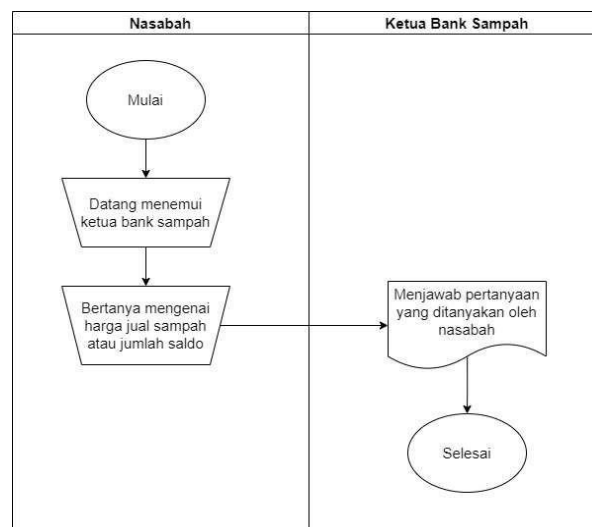 Nasabah
Ketua Bank Sampah
Mulai
Datang menemui
ketua bank sampah
Bertanya mengenai
harga jual sampah
atau jumlah saldo
Menjawab pertanyaan
yang ditanyakan oleh
nasabah
Selesai